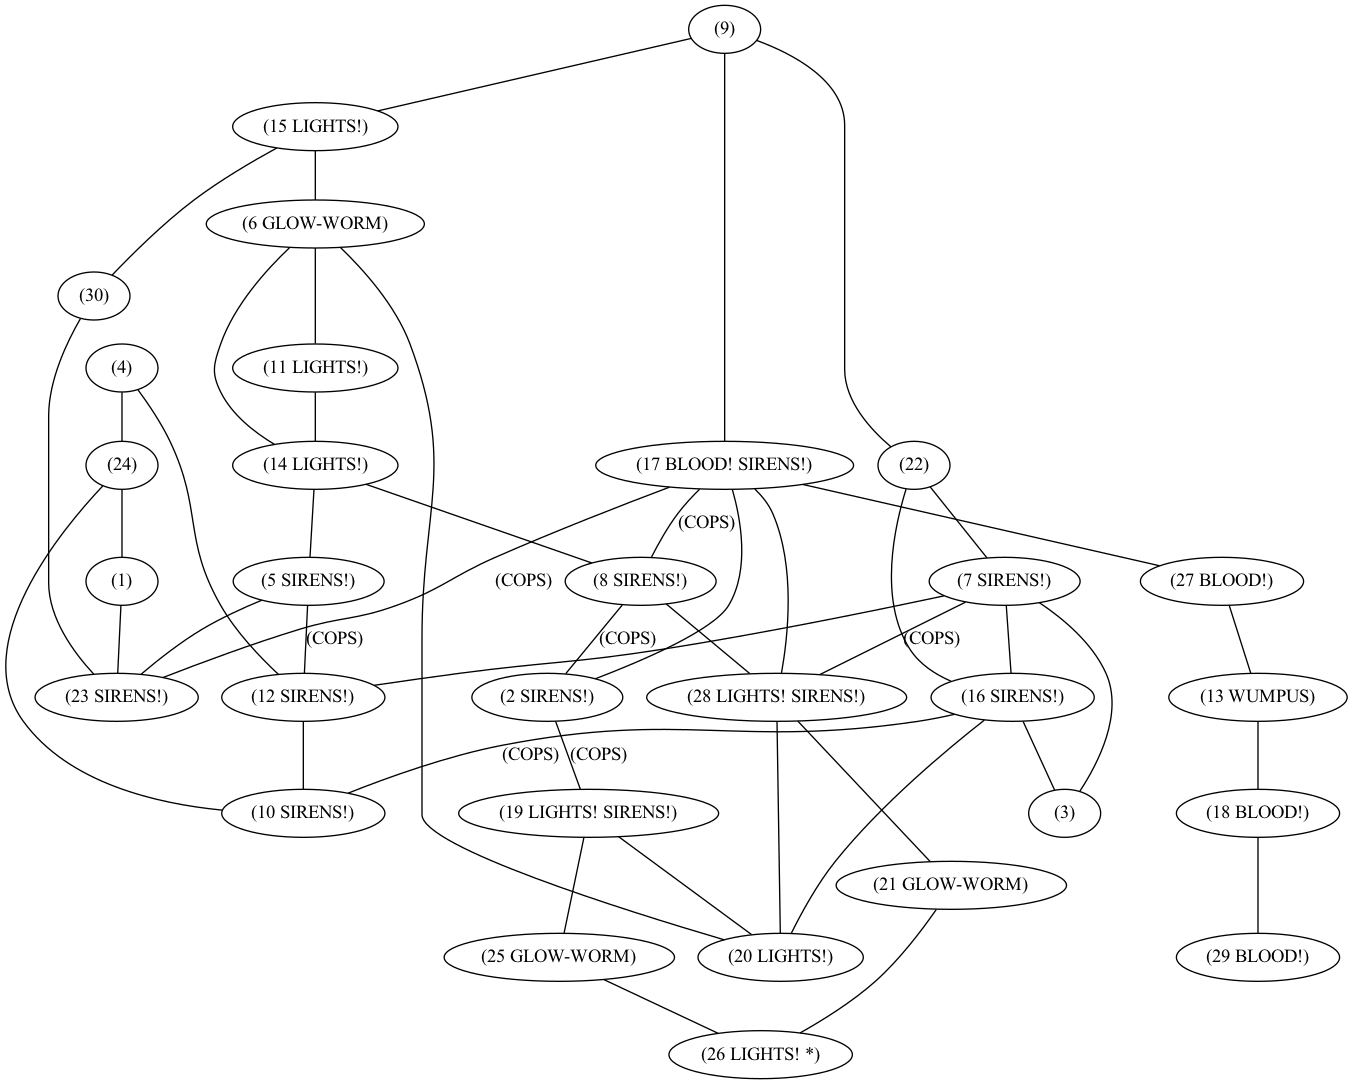 (9)
(15 LIGHTS!)
(6 GLOW-WORM)
(30)
(4)
(11 LIGHTS!)
(24)
(14 LIGHTS!)
(17 BLOOD! SIRENS!)
(22)
(COPS)
(1)
(5 SIRENS!)
(COPS)
(8 SIRENS!)
(7 SIRENS!)
(27 BLOOD!)
(COPS)
(COPS)
(COPS)
(23 SIRENS!)
(12 SIRENS!)
(2 SIRENS!)
(28 LIGHTS! SIRENS!)
(16 SIRENS!)
(13 WUMPUS)
(COPS)
(COPS)
(10 SIRENS!)
(19 LIGHTS! SIRENS!)
(3)
(18 BLOOD!)
(21 GLOW-WORM)
(25 GLOW-WORM)
(20 LIGHTS!)
(29 BLOOD!)
(26 LIGHTS! *)